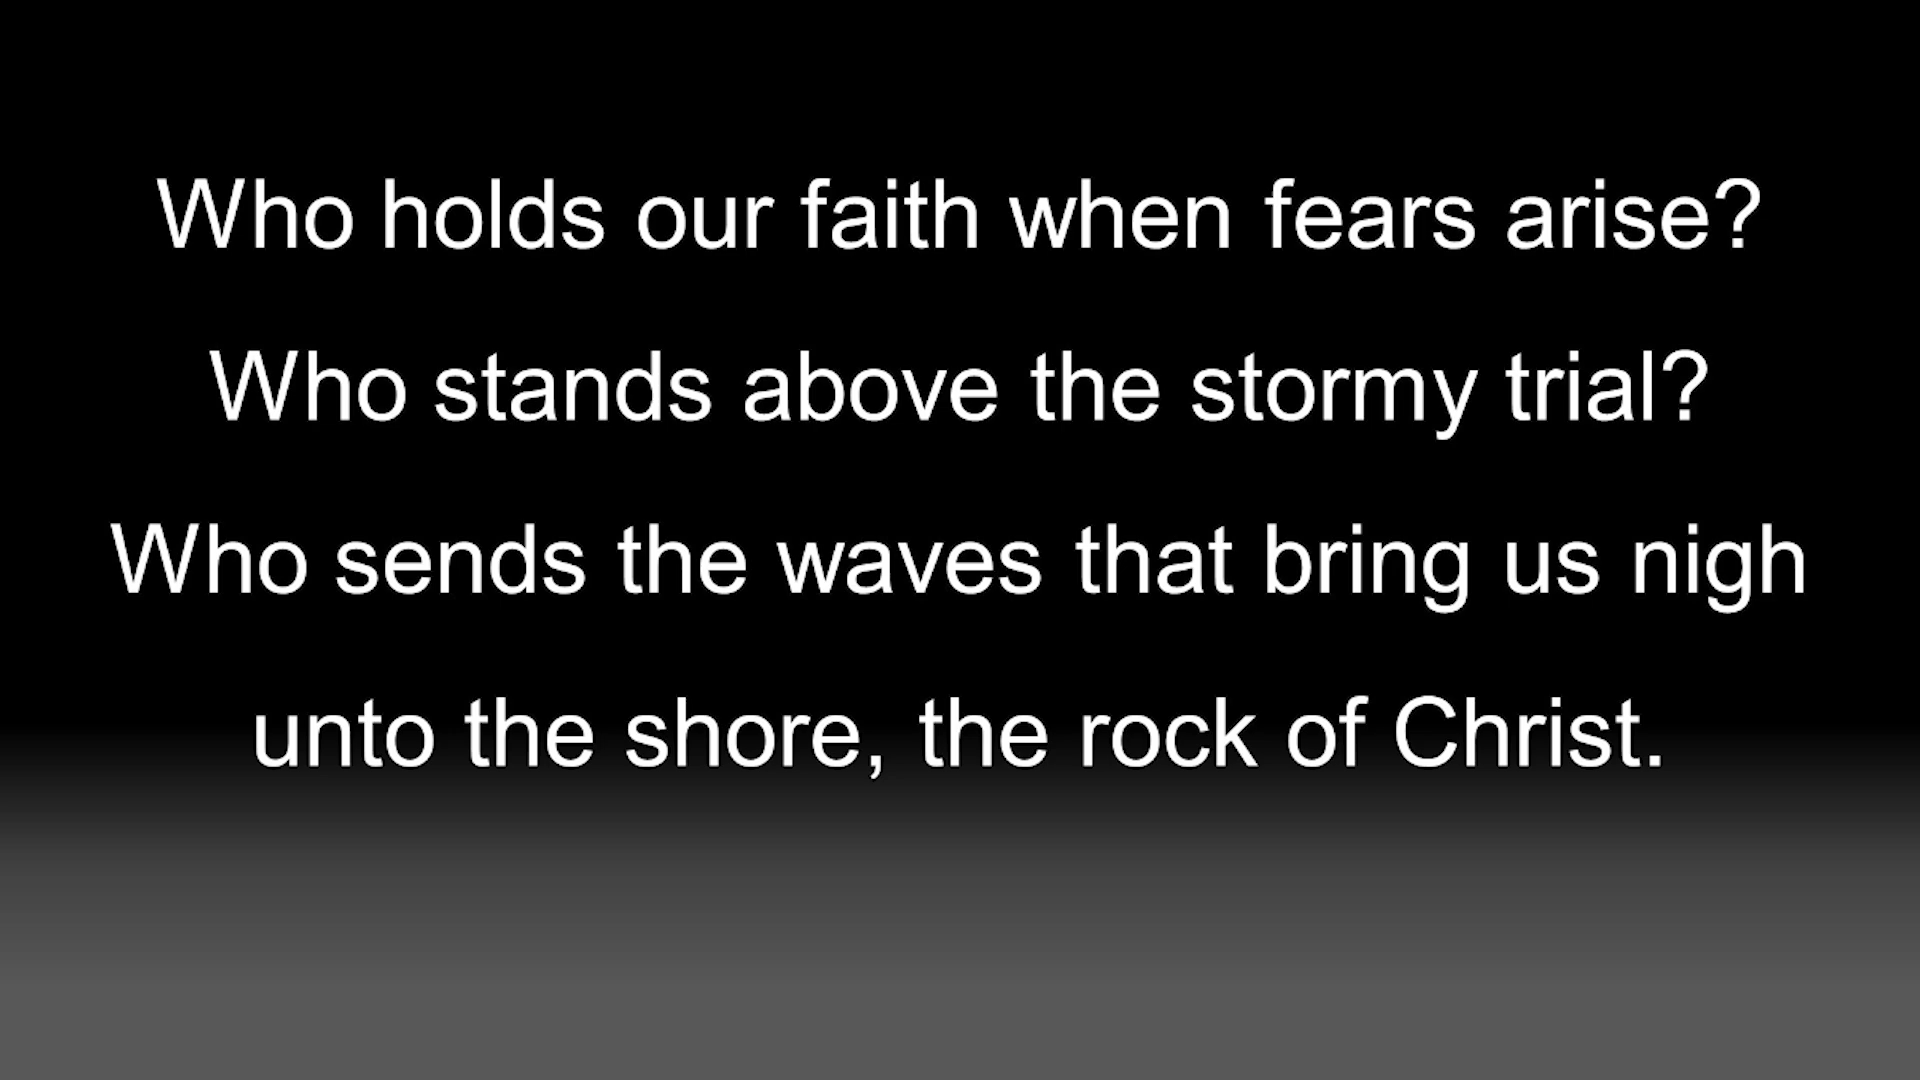 Who holds our faith when fears arise?
Who stands above the stormy trial?
Who sends the waves that bring us nigh
unto the shore, the rock of Christ.